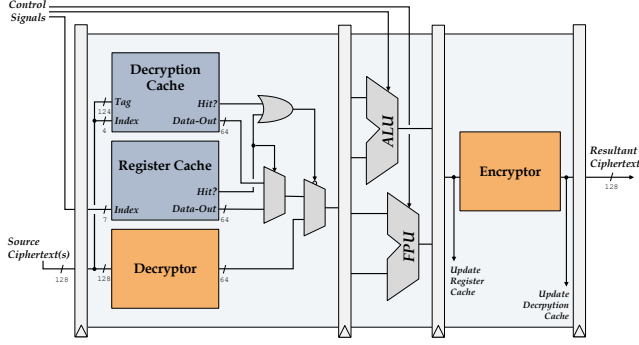 Control
Signals
Decryption
Cache
Tag
124
Hit?
Index
4
Data-Out
64
Register Cache
Hit?
Index
7
Data-Out
64
Source
Ciphertext(s)
128
128
Decryptor
64
ALU
FPU
Encryptor
Update
Register
Cache
Update
Decrpytion
Cache
Resultant
Ciphertext
128